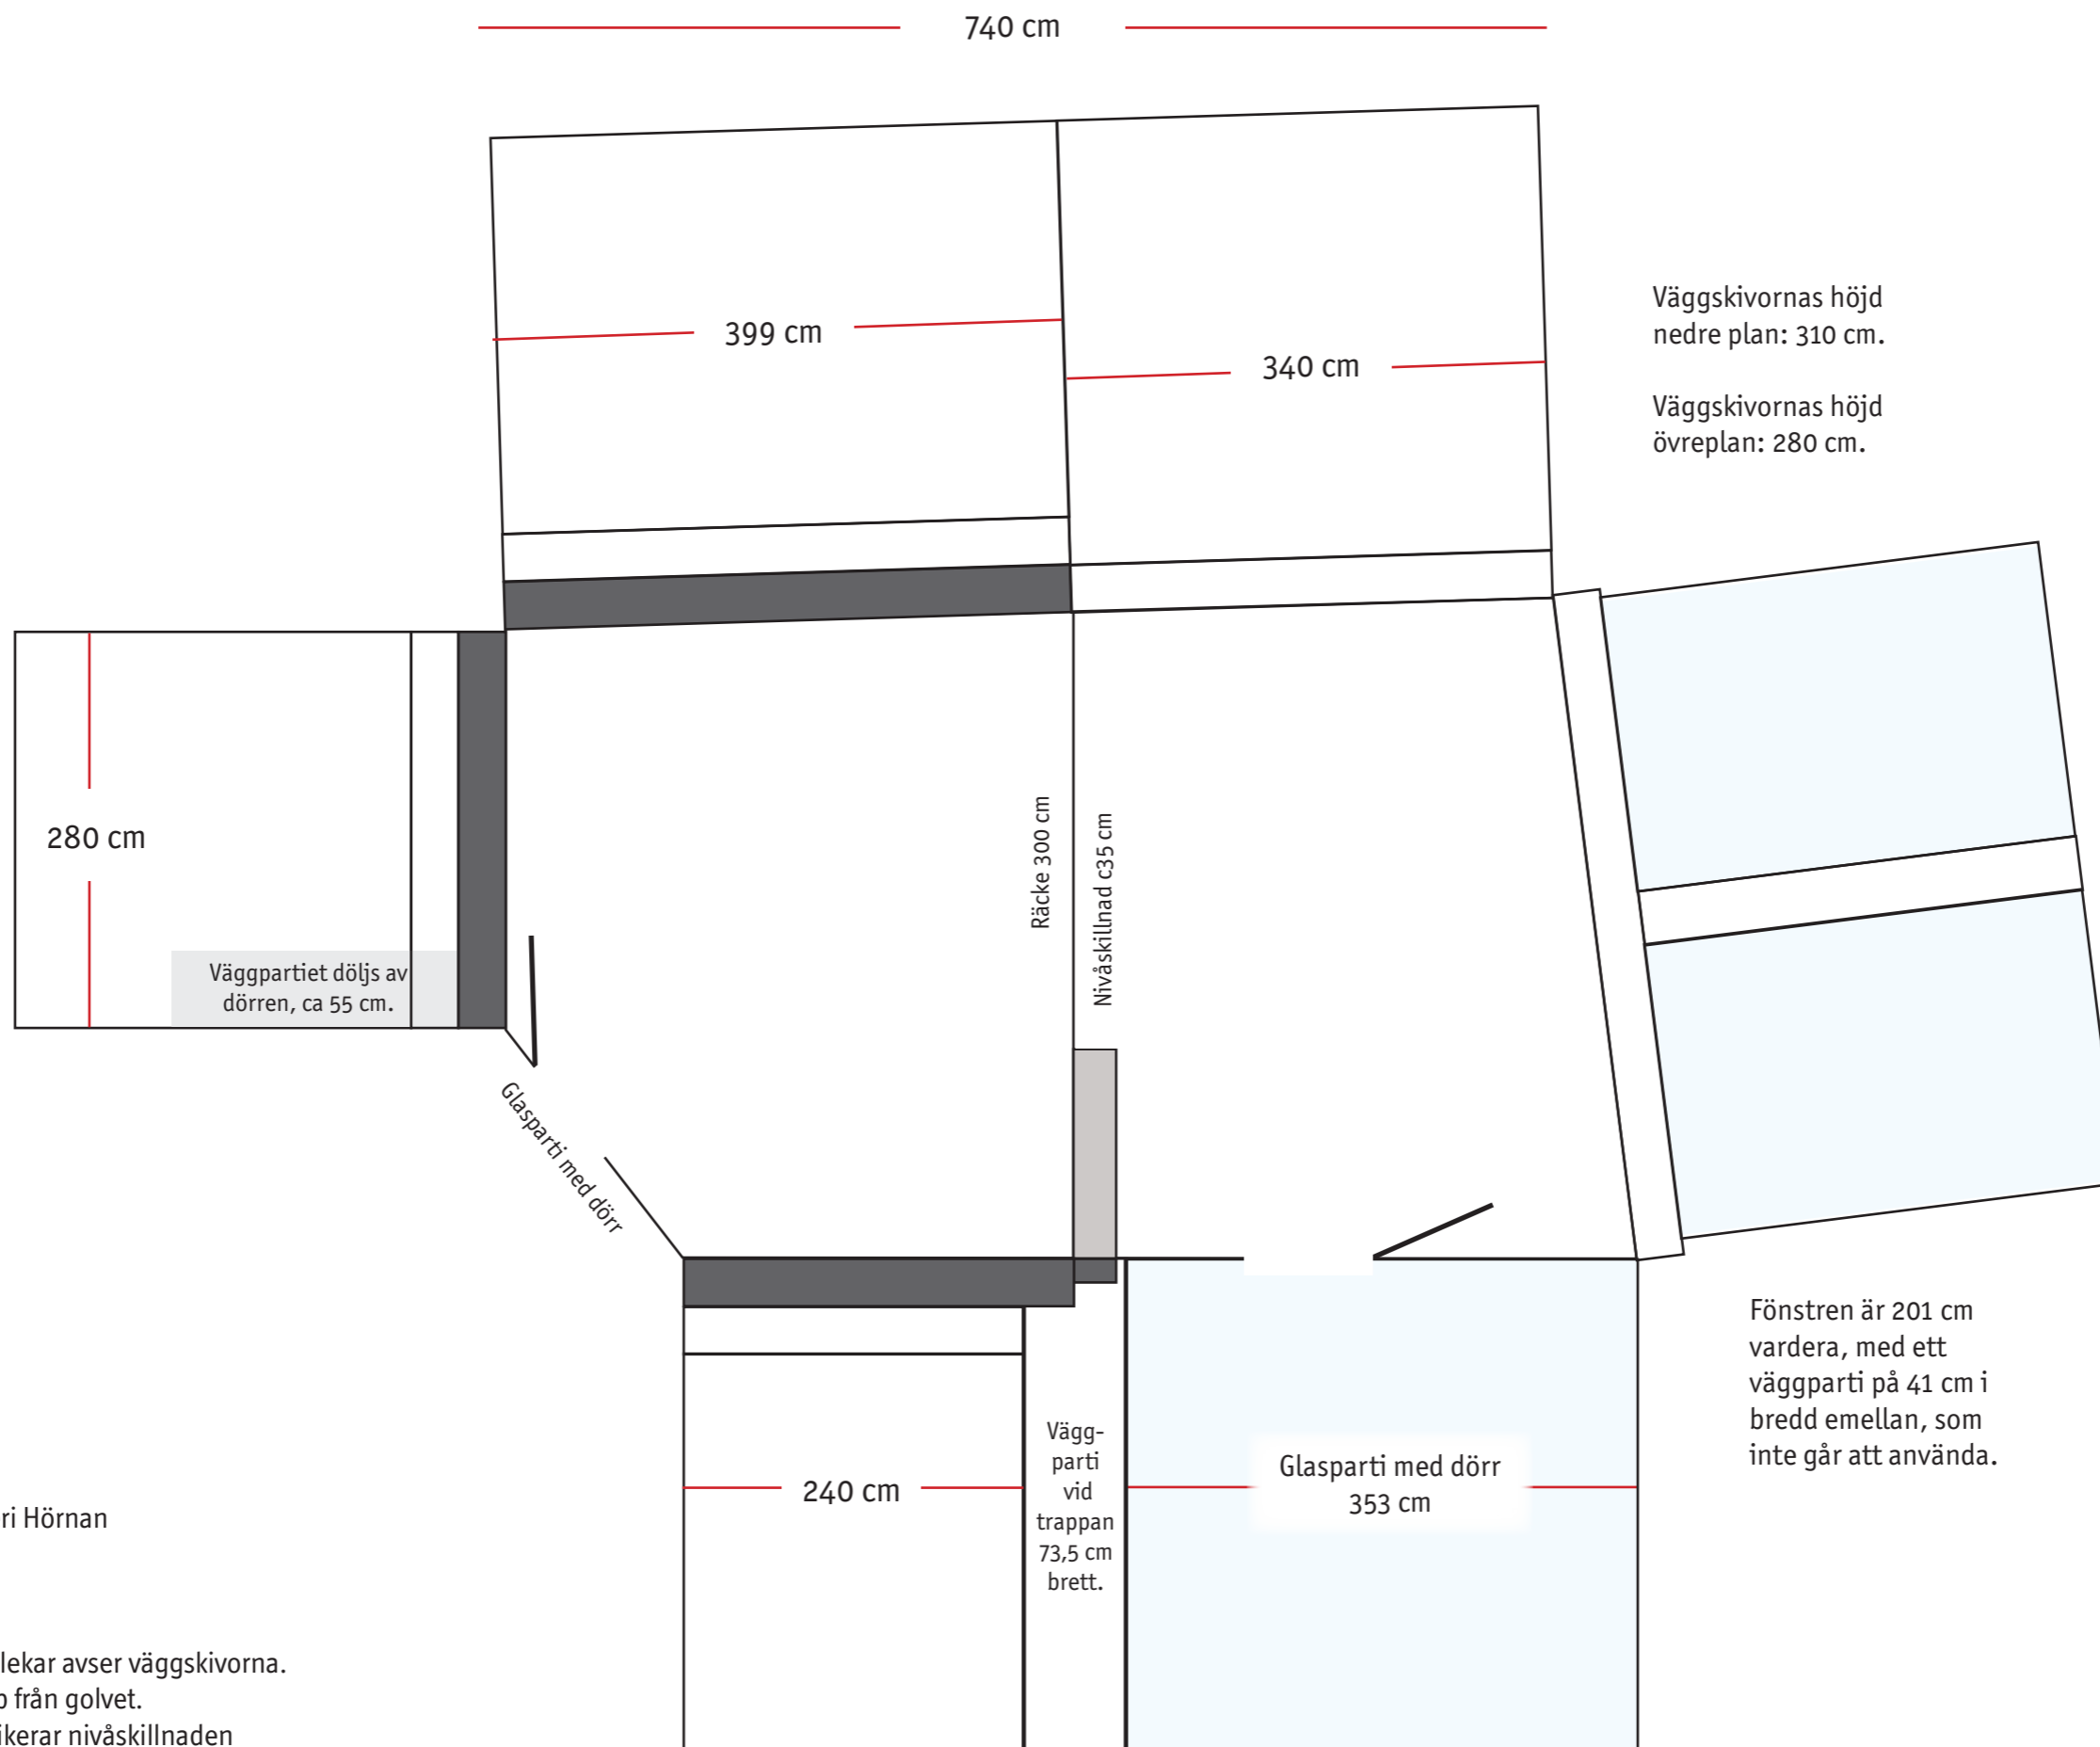 740 cm
399 cm
340 cm
Väggskivornas höjd
nedre plan: 310 cm.
Väggskivornas höjd
övreplan: 280 cm.
280 cm
Räcke 300 cm
Nivåskillnad c35 cm
Väggpartiet döljs av
dörren, ca 55 cm.
Glasparti med dörr
Fönstren är 201 cm
vardera, med ett
väggparti på 41 cm i
bredd emellan, som
inte går att använda.
Vägg-
parti
vid
trappan
73,5 cm
brett.
240 cm
Glasparti med dörr
353 cm
ri Hörnan
lekar avser väggskivorna.
från golvet.
ikerar nivåskillnaden